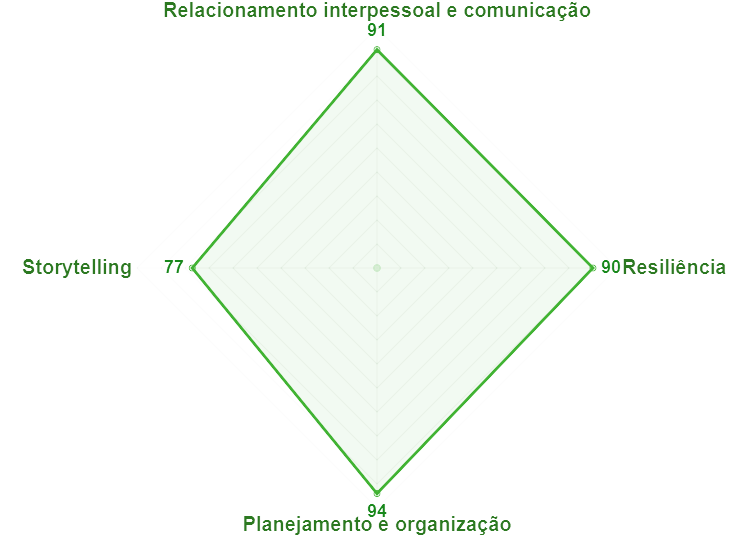 Relacionamento interpessoal e comunicação
91
Storytelling 77
90 Resiliência
94
Planejamento e organização